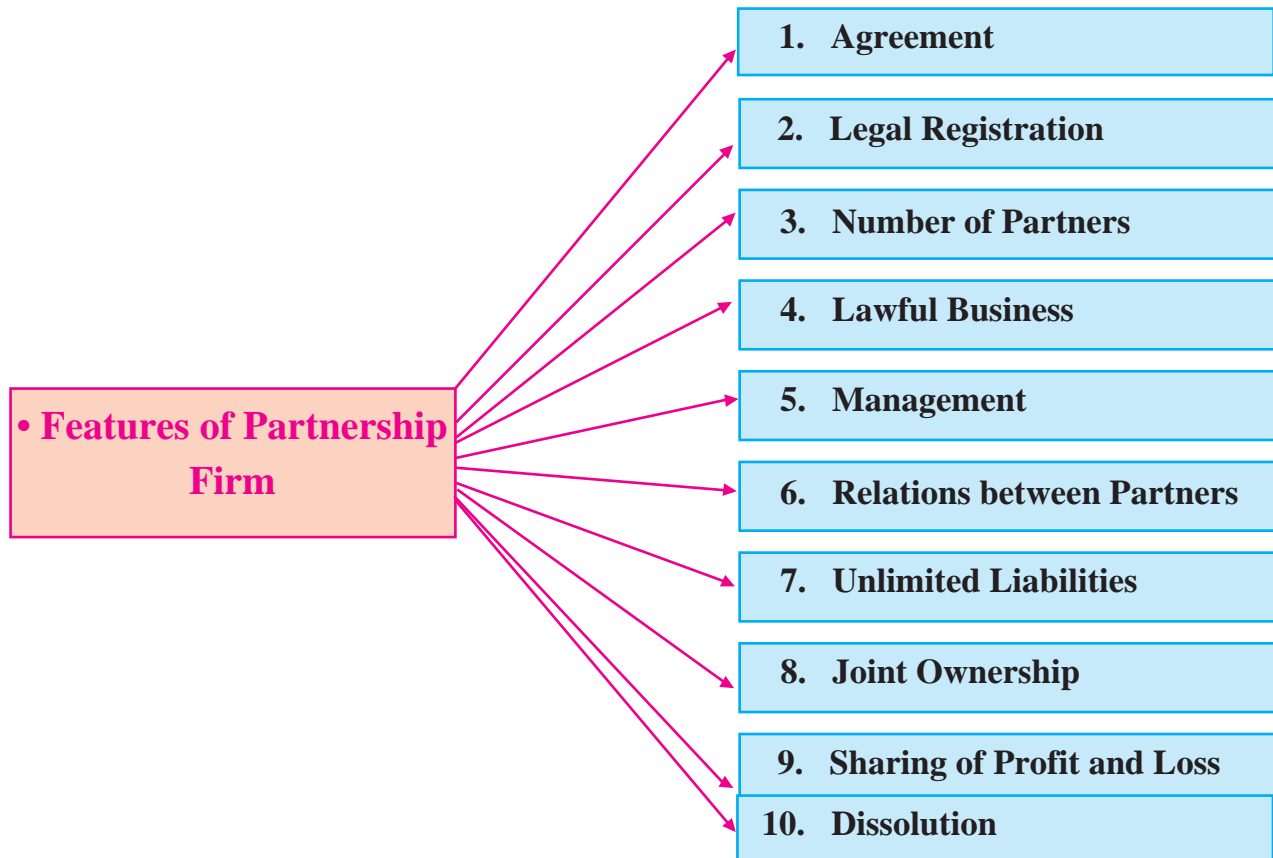 1. Agreement
2. Legal Registration
3. Number of Partners
4. Lawful Business
• Features of Partnership
Firm
5. Management
6. Relations between Partners
7. Unlimited Liabilities
8. Joint Ownership
9. Sharing of Profit and Loss
10. Dissolution